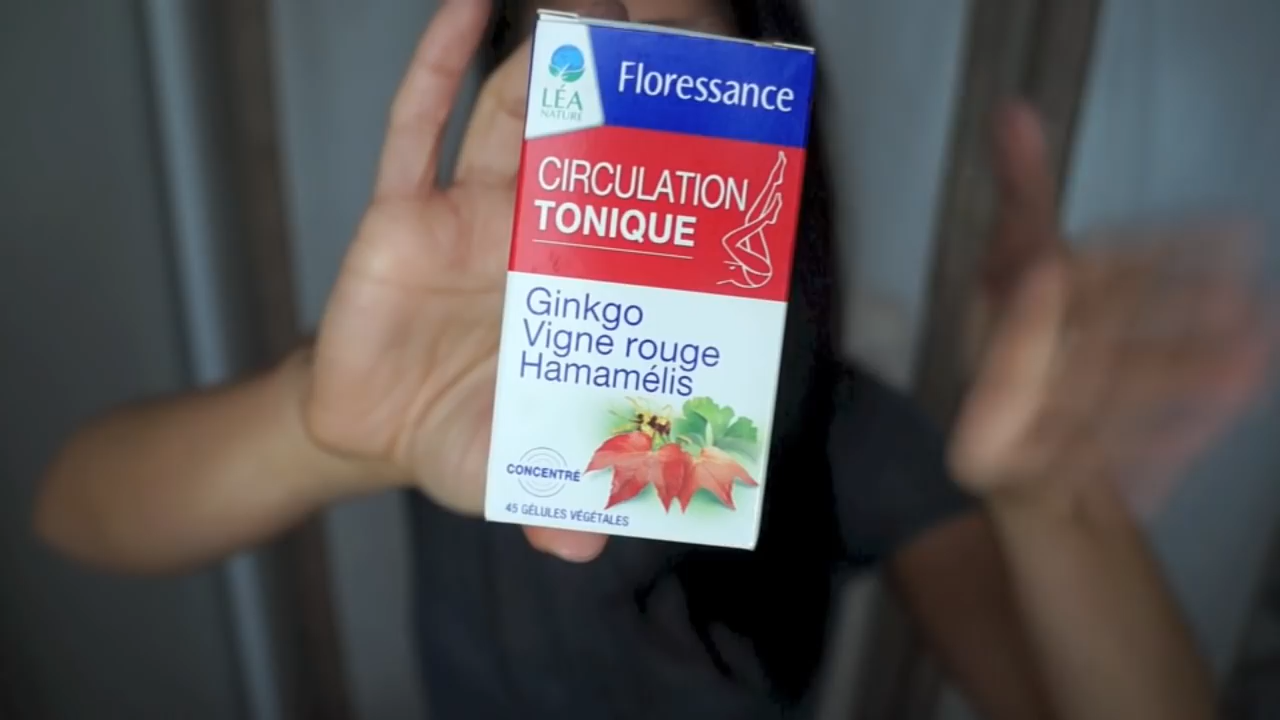 LÉA
NATURE
Floressance
CIRCULATION
TONIQUE
Ginkgo
Vigne rouge
Hamamélis
CONCENTRÉ
45 GÉLULES VÉGÉTALES